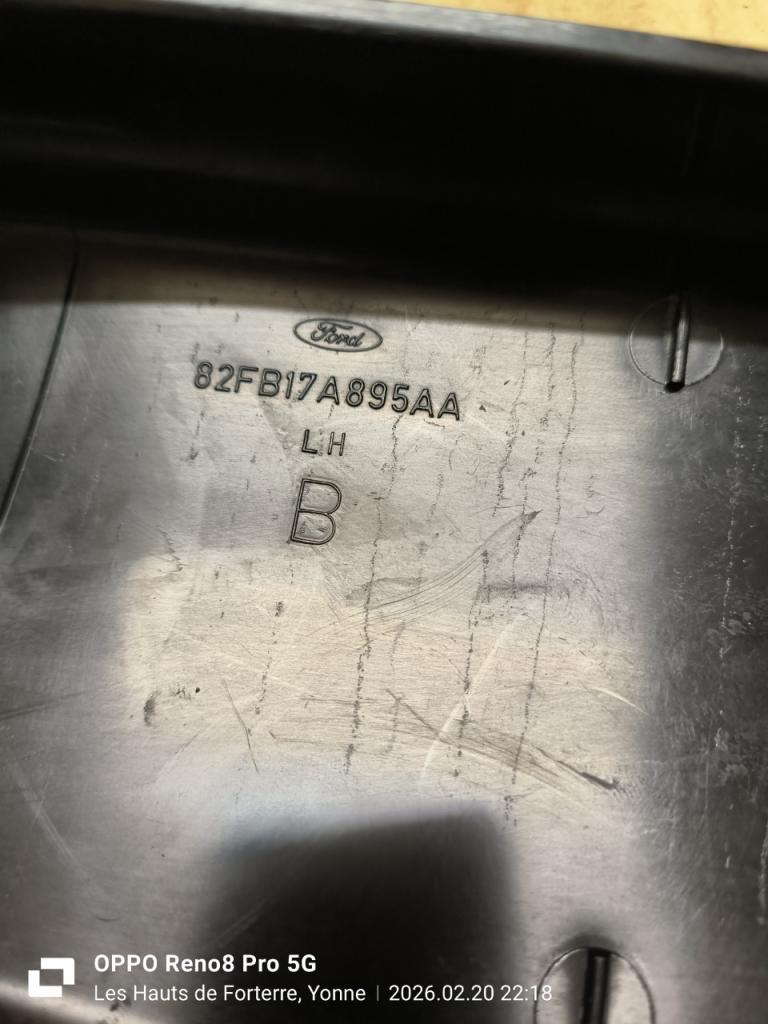 Ford
82FB17A895AA
LH
B
OPPO Reno8 Pro 5G
Les Hauts de Forterre, Yonne | 2026.02.20 22:18